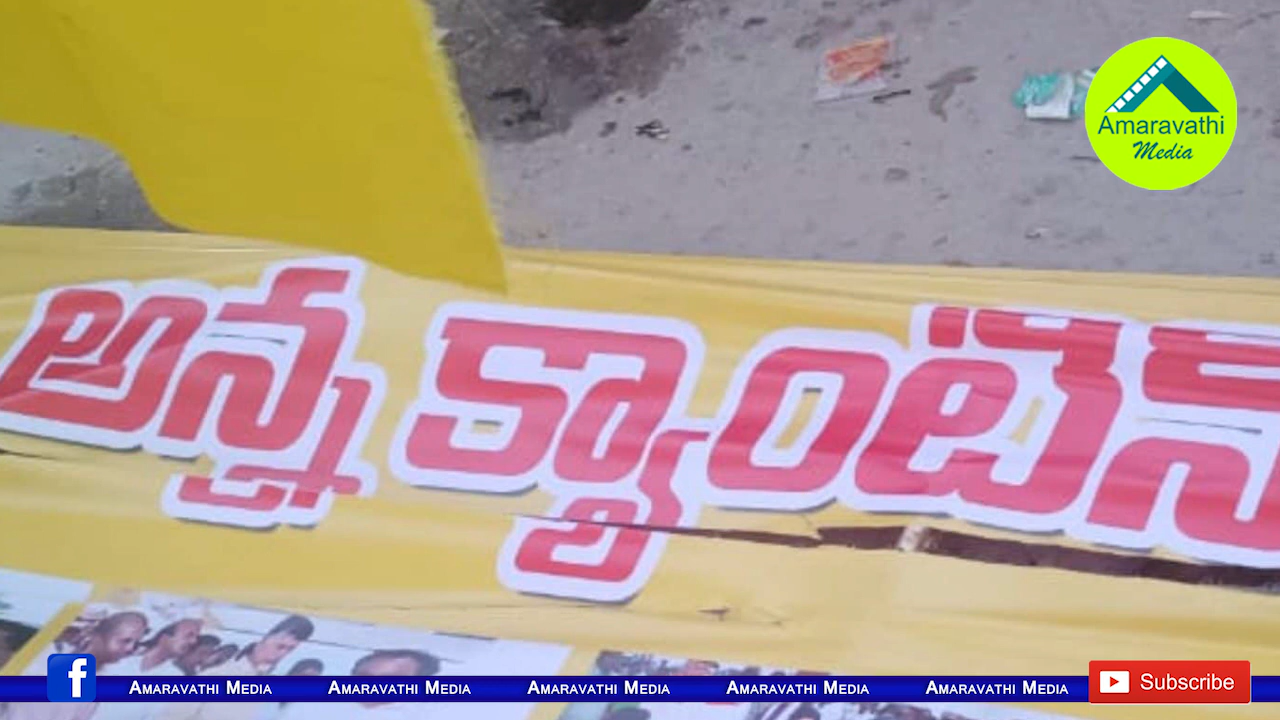 Amaravathi
Media
అన్న క్యాంటీన్
AMARAVATHI MEDIA AMARAVATHI MEDIA AMARAVATHI MEDIA AMARAVATHI MEDIA AMARAVATHI MEDIA
Subscribe